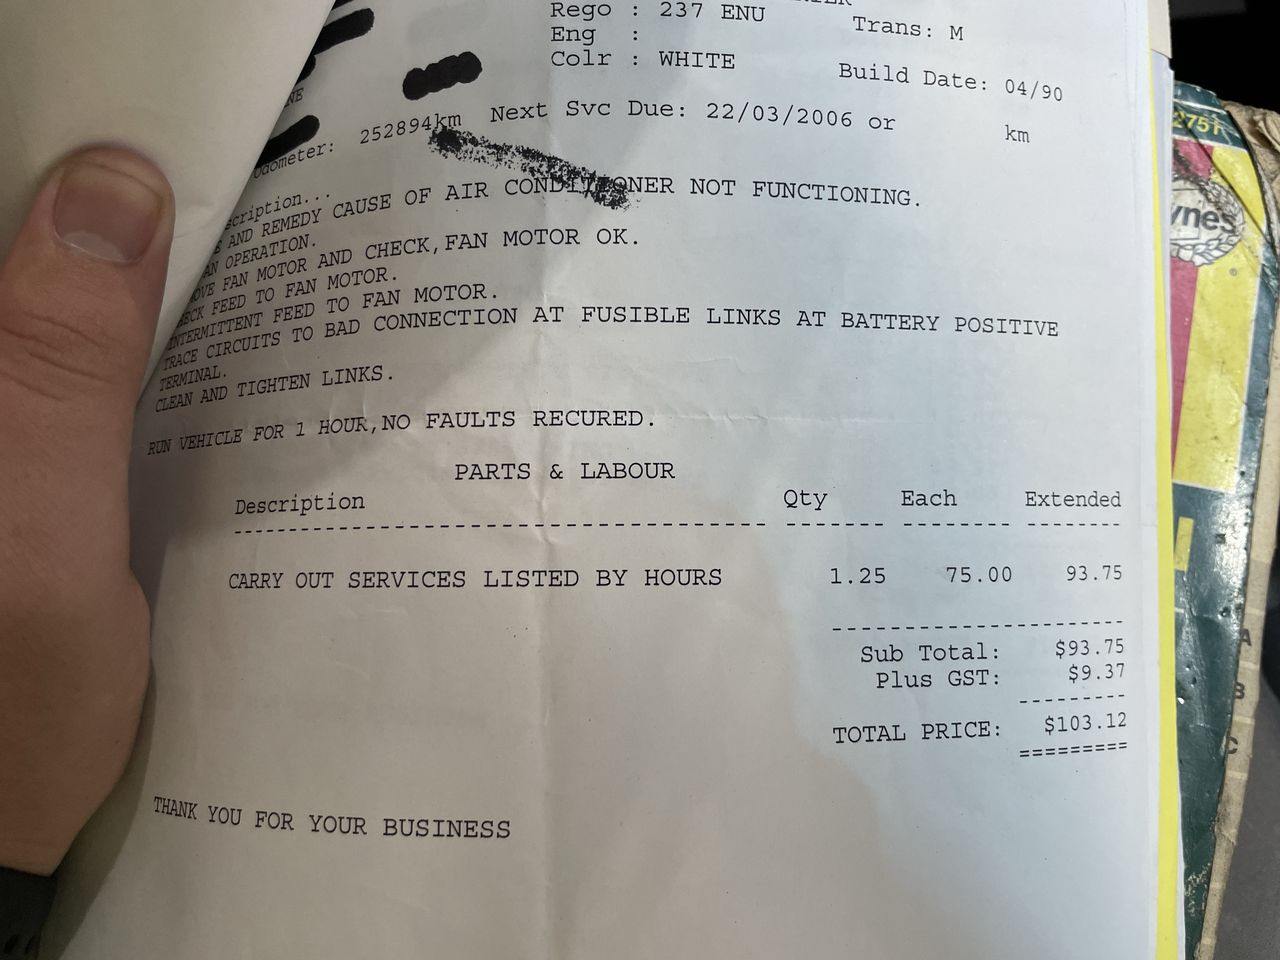 Rego : 237 ENU Trans: M
Eng :
Colr : WHITE Build Date: 04/90
252894km Next Svc Due: 22/03/2006 or km
AND REMEDY CAUSE OF AIR CONDITIONER NOT FUNCTIONING.
OPERATION.
FAN MOTOR AND CHECK,FAN MOTOR OK.
FEED TO FAN MOTOR.
INTERMITTENT FEED TO FAN MOTOR.
TRACE CIRCUITS TO BAD CONNECTION AT FUSIBLE LINKS AT BATTERY POSITIVE
TERMINAL.
CLEAN AND TIGHTEN LINKS.
RUN VEHICLE FOR 1 HOUR,NO FAULTS RECURED.
PARTS & LABOUR
Description Qty Each Extended
CARRY OUT SERVICES LISTED BY HOURS 1.25 75.00 93.75
Sub Total: $93.75
Plus GST: $9.37
TOTAL PRICE: $103.12
THANK YOU FOR YOUR BUSINESS